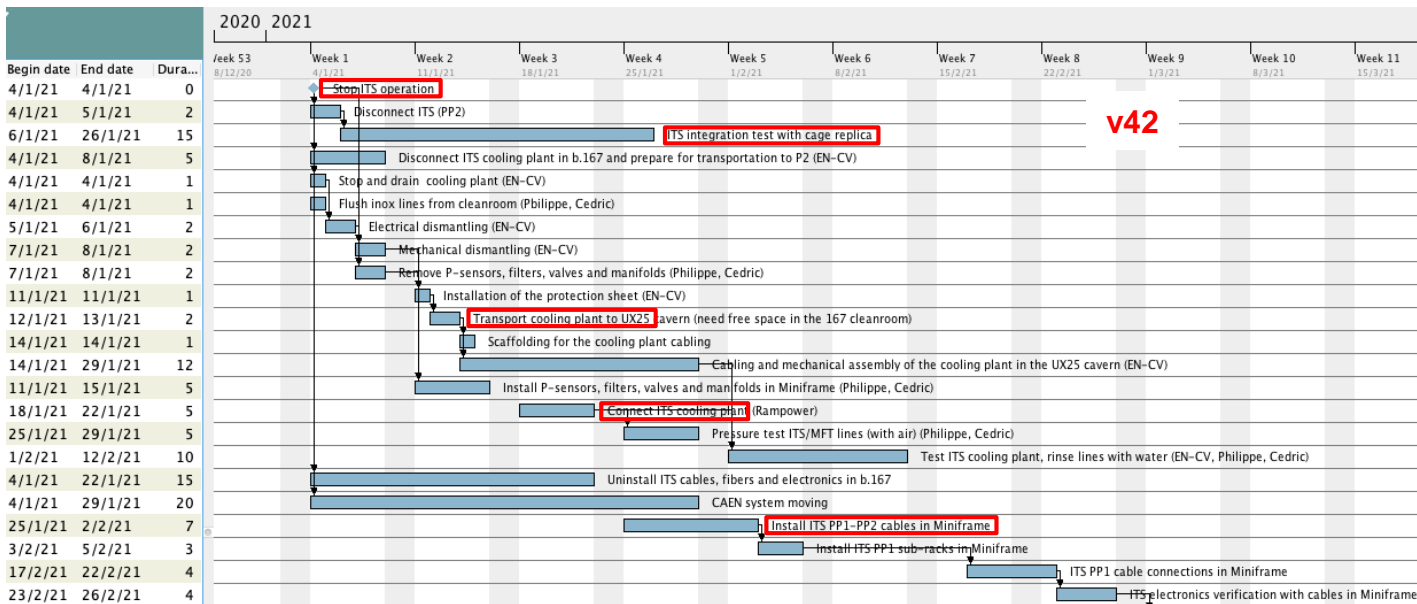 2020 2021
Week 53 Week 1 Week 2 Week 3 Week 4 Week 5 Week 6 Week 7 Week 8 Week 9 Week 10 Week 11
Begin date End date Dura... 8/12/20 4/1/21 11/1/21 18/1/21 25/1/21 1/2/21 8/2/21 15/2/21 22/2/21 1/3/21 8/3/21 15/3/21
4/1/21 4/1/21 0 Stop ITS operation
4/1/21 5/1/21 2 Disconnect ITS (PP2)
v42
6/1/21 26/1/21 15 ITS integration test with cage replica
4/1/21 8/1/21 5 Disconnect ITS cooling plant in b.167 and prepare for transportation to P2 (EN-CV)
4/1/21 4/1/21 1 Stop and drain cooling plant (EN-CV)
4/1/21 4/1/21 1 Flush inox lines from cleanroom (Pbilippe, Cedric)
5/1/21 6/1/21 2 Electrical dismantling (EN-CV)
7/1/21 8/1/21 2 Mechanical dismantling (EN-CV)
7/1/21 8/1/21 2 Remove P-sensors, filters, valves and manifolds (Philippe, Cedric)
11/1/21 11/1/21 1 Installation of the protection sheet (EN-CV)
12/1/21 13/1/21 2 Transport cooling plant to UX25 cavern (need free space in the 167 cleanroom)
14/1/21 14/1/21 1 Scaffolding for the cooling plant cabling
14/1/21 29/1/21 12 Cabling and mechanical assembly of the cooling plant in the UX25 cavern (EN-CV)
11/1/21 15/1/21 5 Install P-sensors, filters, valves and manifolds in Miniframe (Philippe, Cedric)
18/1/21 22/1/21 5 Connect ITS cooling plant (Rampower)
25/1/21 29/1/21 5 Pressure test ITS/MFT lines (with air) (Philippe, Cedric)
1/2/21 12/2/21 10 Test ITS cooling plant, rinse lines with water (EN-CV, Philippe, Cedric)
4/1/21 22/1/21 15 Uninstall ITS cables, fibers and electronics in b.167
4/1/21 29/1/21 20 CAEN system moving
25/1/21 2/2/21 7 Install ITS PP1-PP2 cables in Miniframe
3/2/21 5/2/21 3 Install ITS PP1 sub-racks in Miniframe
17/2/21 22/2/21 4 ITS PP1 cable connections in Miniframe
23/2/21 26/2/21 4 ITS electronics verification with cables in Miniframe